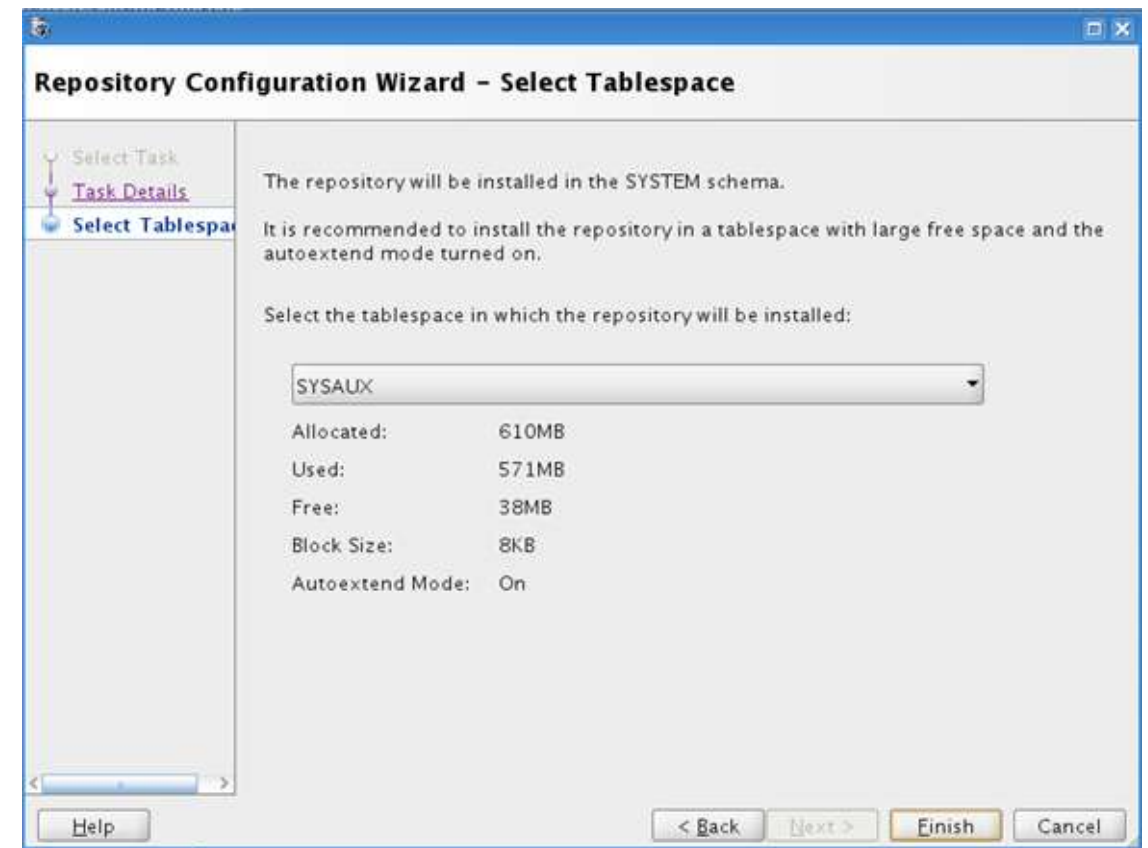 Repository Configuration Wizard – Select Tablespace
Select Task
Task Details
Select Tablespa
The repository will be installed in the SYSTEM schema.
It is recommended to install the repository in a tablespace with large free space and the
autoextend mode turned on.
Select the tablespace in which the repository will be installed:
SYSAUX
Allocated: 610MB
Used: 571MB
Free: 38MB
Block Size: 8KB
Autoextend Mode: On
Help < Back Next > Finish Cancel